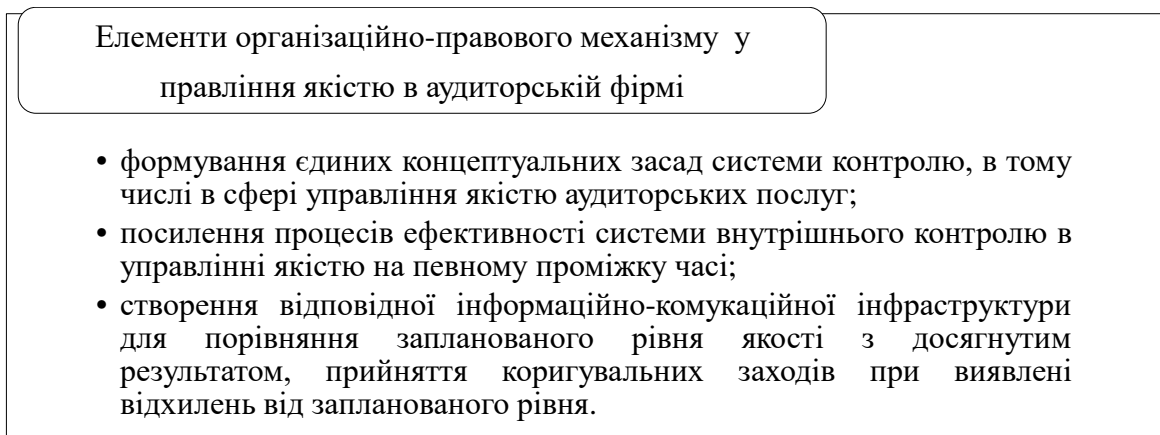 Елементи організаційно-правового механізму у
правління якістю в аудиторській фірмі
• формування єдиних концептуальних засад системи контролю, в тому
числі в сфері управління якістю аудиторських послуг;
• посилення процесів ефективності системи внутрішнього контролю в
управлінні якістю на певному проміжку часі;
• створення відповідної інформаційно-комукаційної інфраструктури
для порівняння запланованого рівня якості з досягнутим
результатом, прийняття коригувальних заходів при виявлені
відхилень від запланованого рівня.